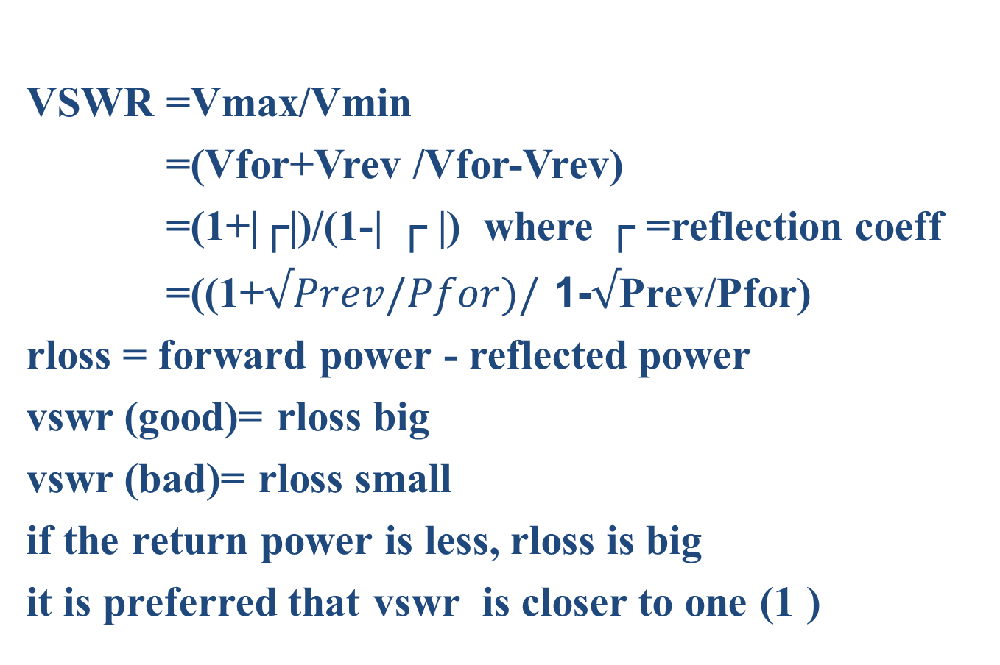 VSWR =Vmax/Vmin
=(Vfor+Vrev /Vfor-Vrev)
=(1+|┌|)/(1-| ┌ |) where ┌ =reflection coeff
=((1+√Prev/Pfor)/ 1-√Prev/Pfor)
rloss = forward power - reflected power
vswr (good)= rloss big
vswr (bad)= rloss small
if the return power is less, rloss is big
it is preferred that vswr is closer to one (1 )